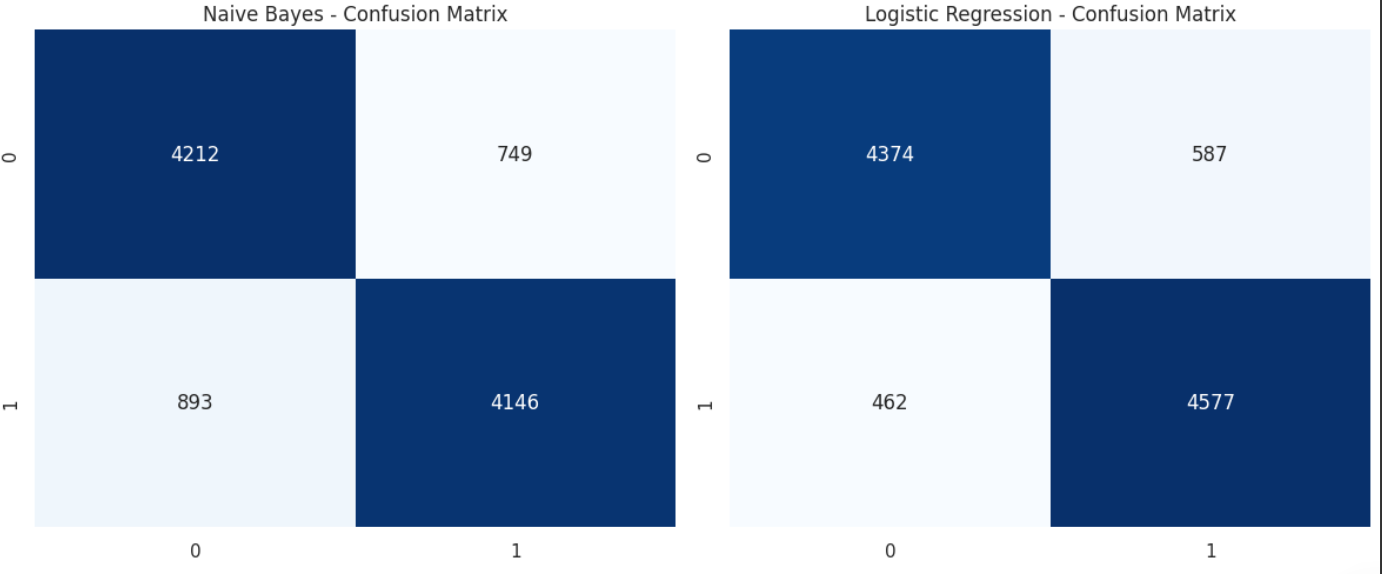 Naive Bayes - Confusion Matrix
0 4212 749
1 893 4146
0 1
Logistic Regression - Confusion Matrix
0 4374 587
1 462 4577
0 1